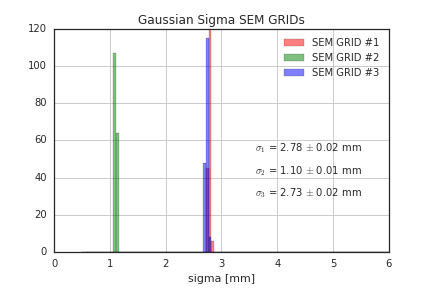 Gaussian Sigma SEM GRIDs
120
100
80
60
40
20
0
SEM GRID #1
SEM GRID #2
SEM GRID #3
σ₁ = 2.78 ± 0.02 mm
σ₂ = 1.10 ± 0.01 mm
σ₃ = 2.73 ± 0.02 mm
0 1 2 3 4 5 6
sigma [mm]